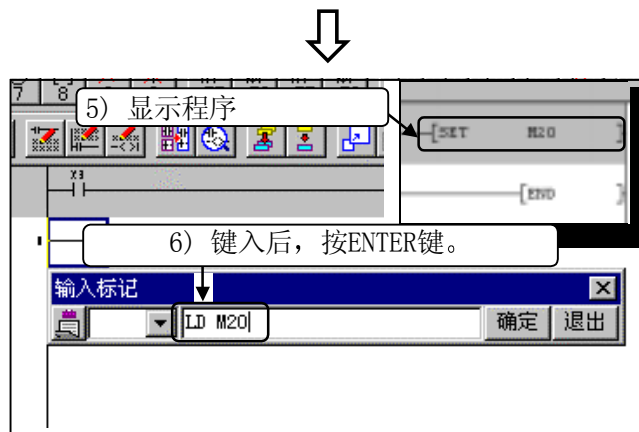 7 8
5) 显示程序
[SET M20 ]
X3
[END ]
6) 键入后，按ENTER键。
输入标记
LD M20 确定 退出